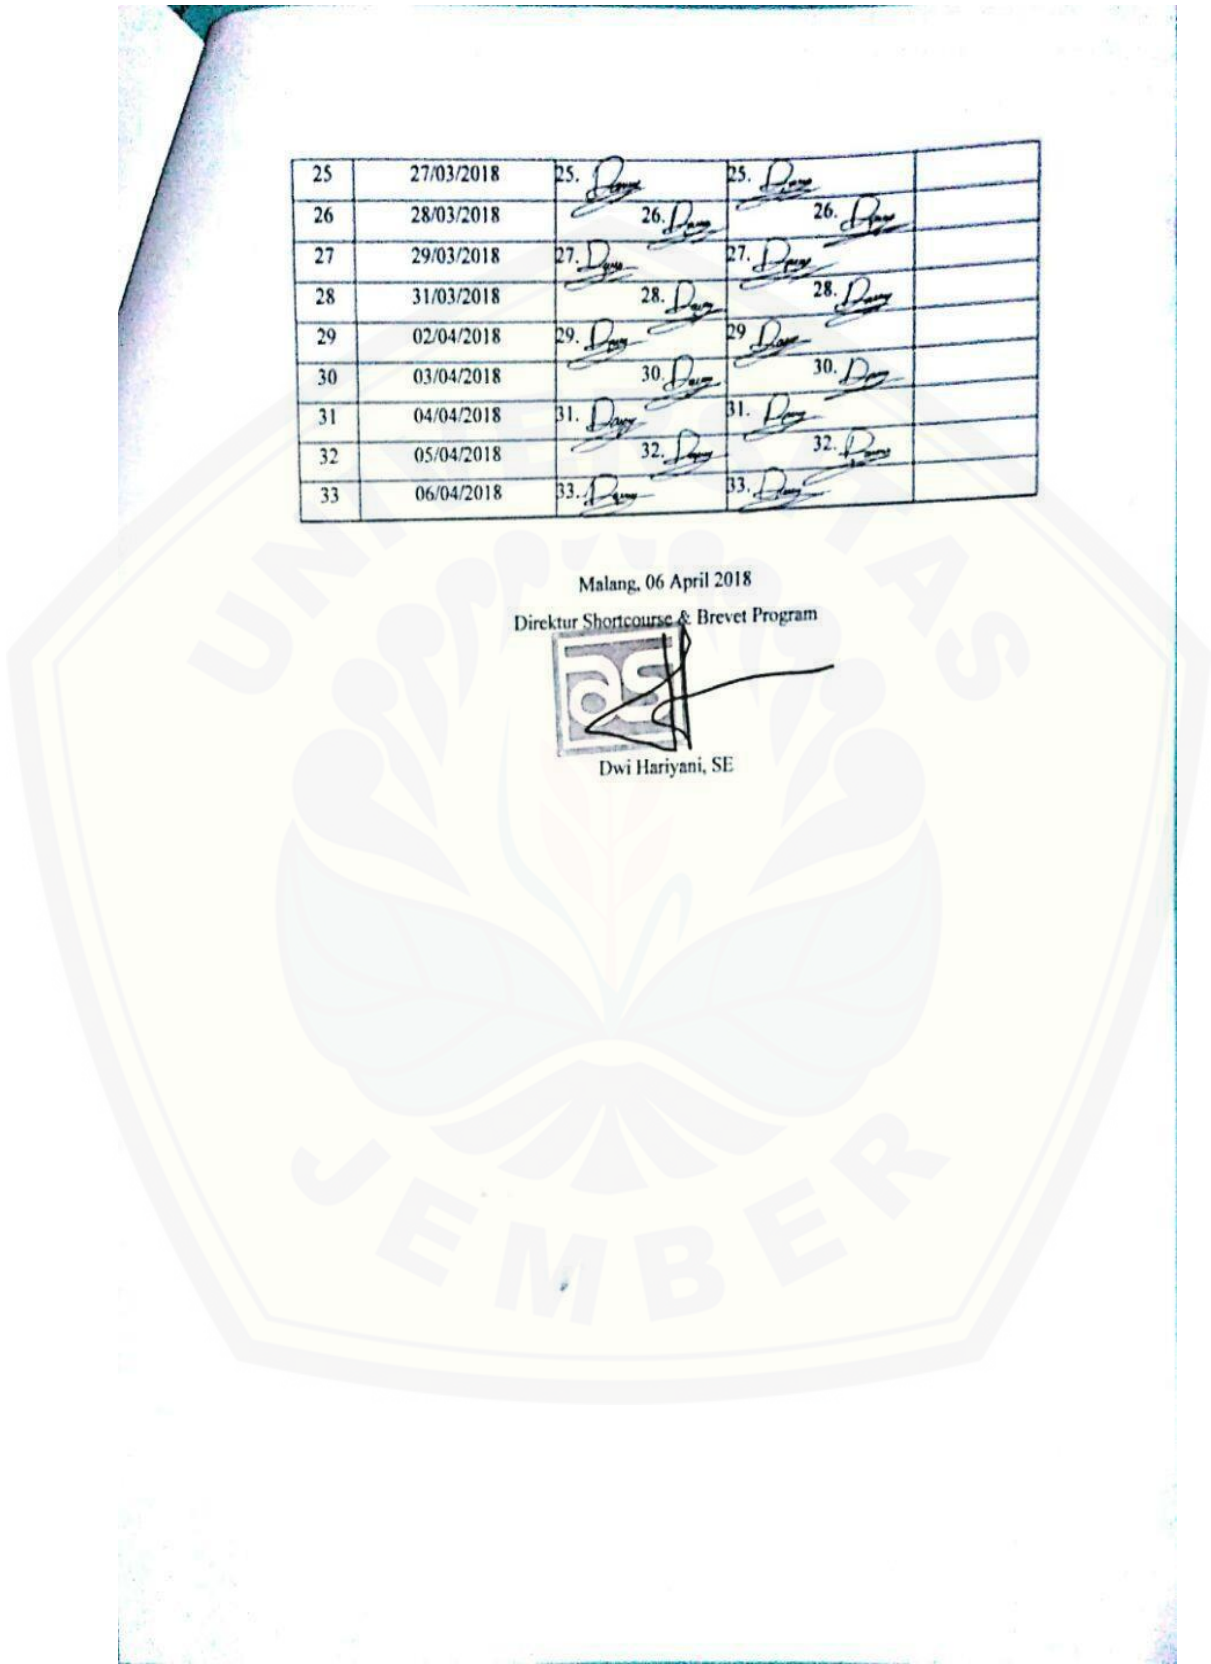 25 27/03/2018 25. 25.
26 28/03/2018 26. 26.
27 29/03/2018 27. 27.
28 31/03/2018 28. 28.
29 02/04/2018 29. 29
30 03/04/2018 30. 30.
31 04/04/2018 31. 31.
32 05/04/2018 32. 32.
33 06/04/2018 33. 33.
Malang, 06 April 2018
Direktur Shortcourse & Brevet Program
as
Dwi Hariyani, SE
UNIVERSITAS
JEMBER